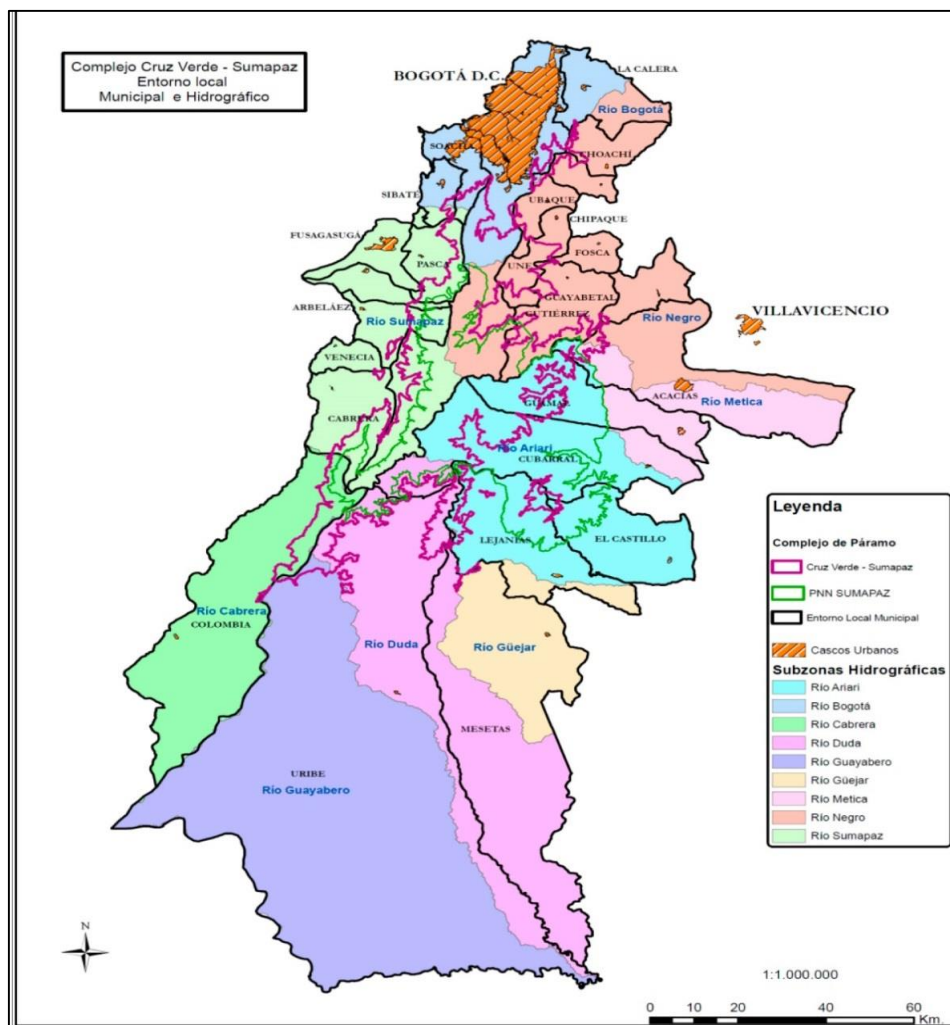 Complejo Cruz Verde - Sumapaz
Entorno local
Municipal e Hidrográfico
BOGOTÁ D.C.
LA CALERA
Río Bogotá
SOACHA
CHOACHÍ
SIBATÉ
UBAQUE
CHIPAQUE
FUSAGASUGÁ
PASCA
UNE
FOSCA
GUAYABETAL
ARBELÁEZ
GUTIÉRREZ
Río Sumapaz
Río Negro
VILLAVICENCIO
VENECIA
ACACÍAS
Río Metica
GUAMAL
CABRERA
Río Ariari
CUBARRAL
LEJANÍAS
EL CASTILLO
Río Cabrera
COLOMBIA
Río Duda
Río Güejar
MESETAS
URIBE
Río Guayabero
Leyenda
Complejo de Páramo
Cruz Verde - Sumapaz
PNN SUMAPAZ
Entorno Local Municipal
Cascos Urbanos
Subzonas Hidrográficas
Río Ariari
Río Bogotá
Río Cabrera
Río Duda
Río Guayabero
Río Güejar
Río Metica
Río Negro
Río Sumapaz
N
1:1.000.000
0 10 20 40 60
Km.